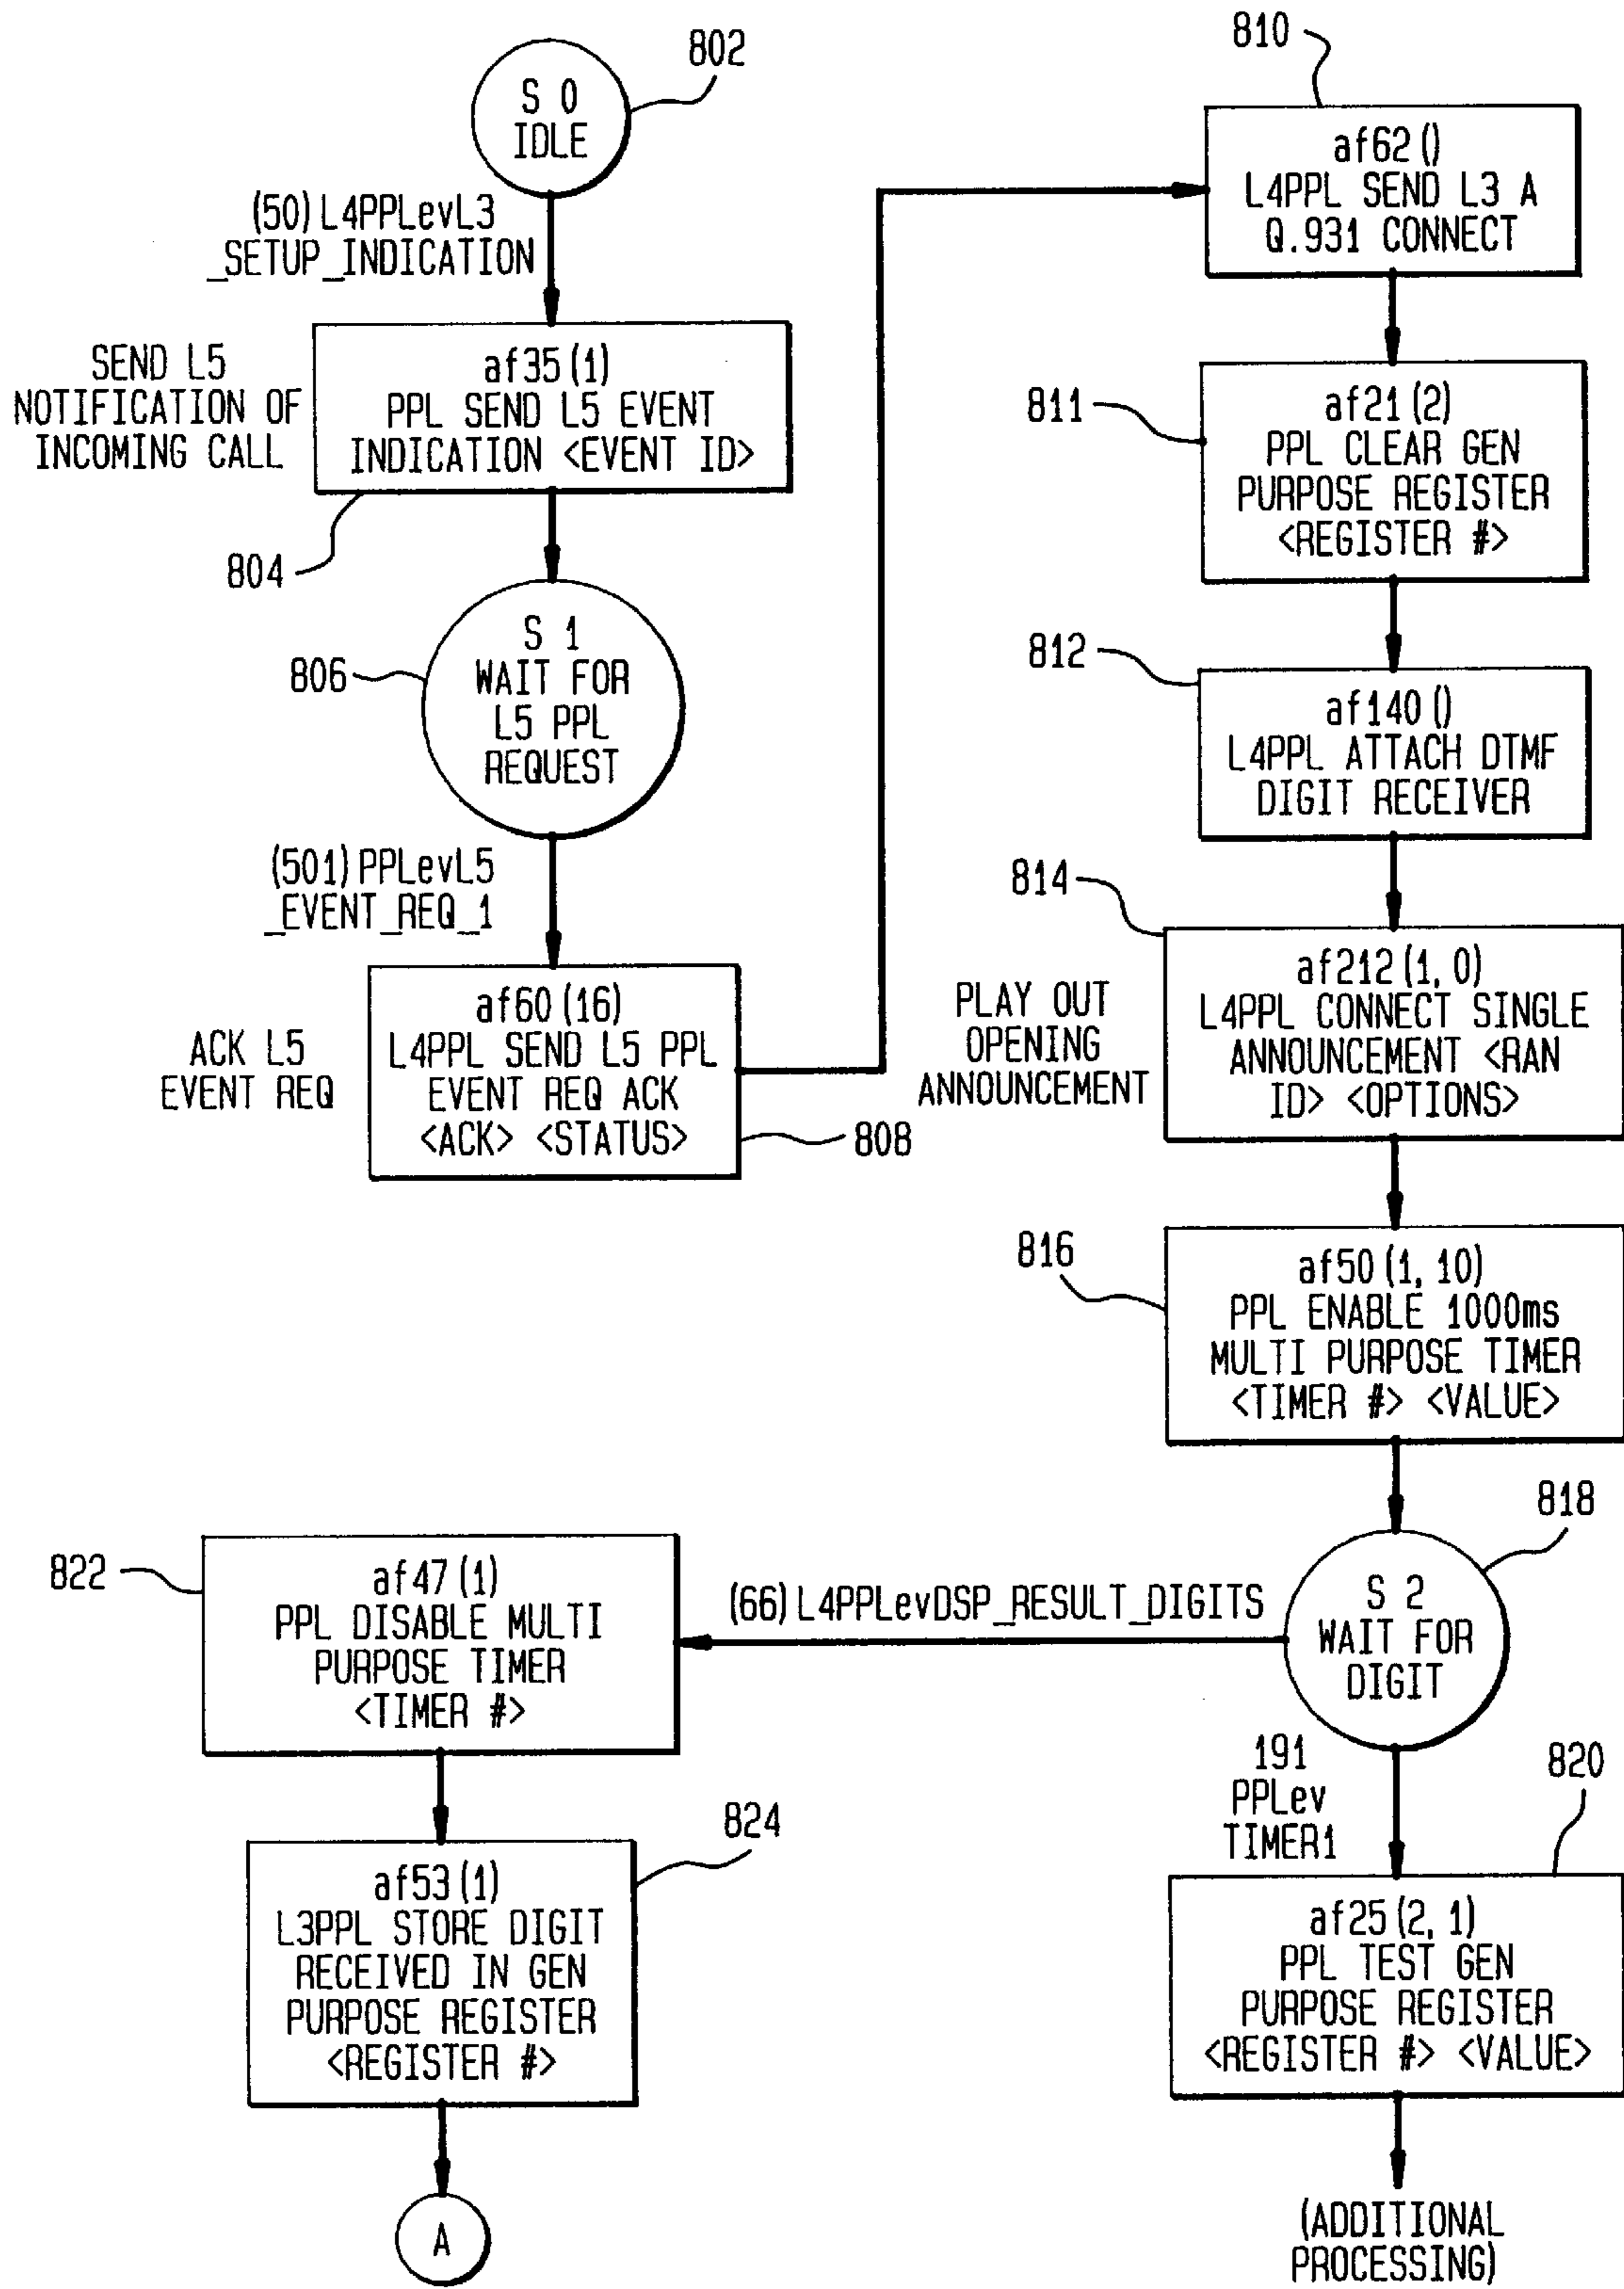 802
S 0
IDLE
(50) L4PPLevL3
_SETUP_INDICATION
SEND L5
NOTIFICATION OF
INCOMING CALL
af35(1)
PPL SEND L5 EVENT
INDICATION <EVENT ID>
804
806
S 1
WAIT FOR
L5 PPL
REQUEST
(501) PPLevL5
_EVENT_REQ_1
ACK L5
EVENT REQ
af60(16)
L4PPL SEND L5 PPL
EVENT REQ ACK
<ACK> <STATUS>
808
810
af62()
L4PPL SEND L3 A
Q.931 CONNECT
811
af21(2)
PPL CLEAR GEN
PURPOSE REGISTER
<REGISTER #>
812
af140()
L4PPL ATTACH DTMF
DIGIT RECEIVER
814
PLAY OUT
OPENING
ANNOUNCEMENT
af212(1, 0)
L4PPL CONNECT SINGLE
ANNOUNCEMENT <RAN
ID> <OPTIONS>
816
af50(1, 10)
PPL ENABLE 1000ms
MULTI PURPOSE TIMER
<TIMER #> <VALUE>
818
S 2
WAIT FOR
DIGIT
(66) L4PPLevDSP_RESULT_DIGITS
822
af47(1)
PPL DISABLE MULTI
PURPOSE TIMER
<TIMER #>
824
af53(1)
L3PPL STORE DIGIT
RECEIVED IN GEN
PURPOSE REGISTER
<REGISTER #>
A
191
PPLev
TIMER1
820
af25(2, 1)
PPL TEST GEN
PURPOSE REGISTER
<REGISTER #> <VALUE>
(ADDITIONAL
PROCESSING)